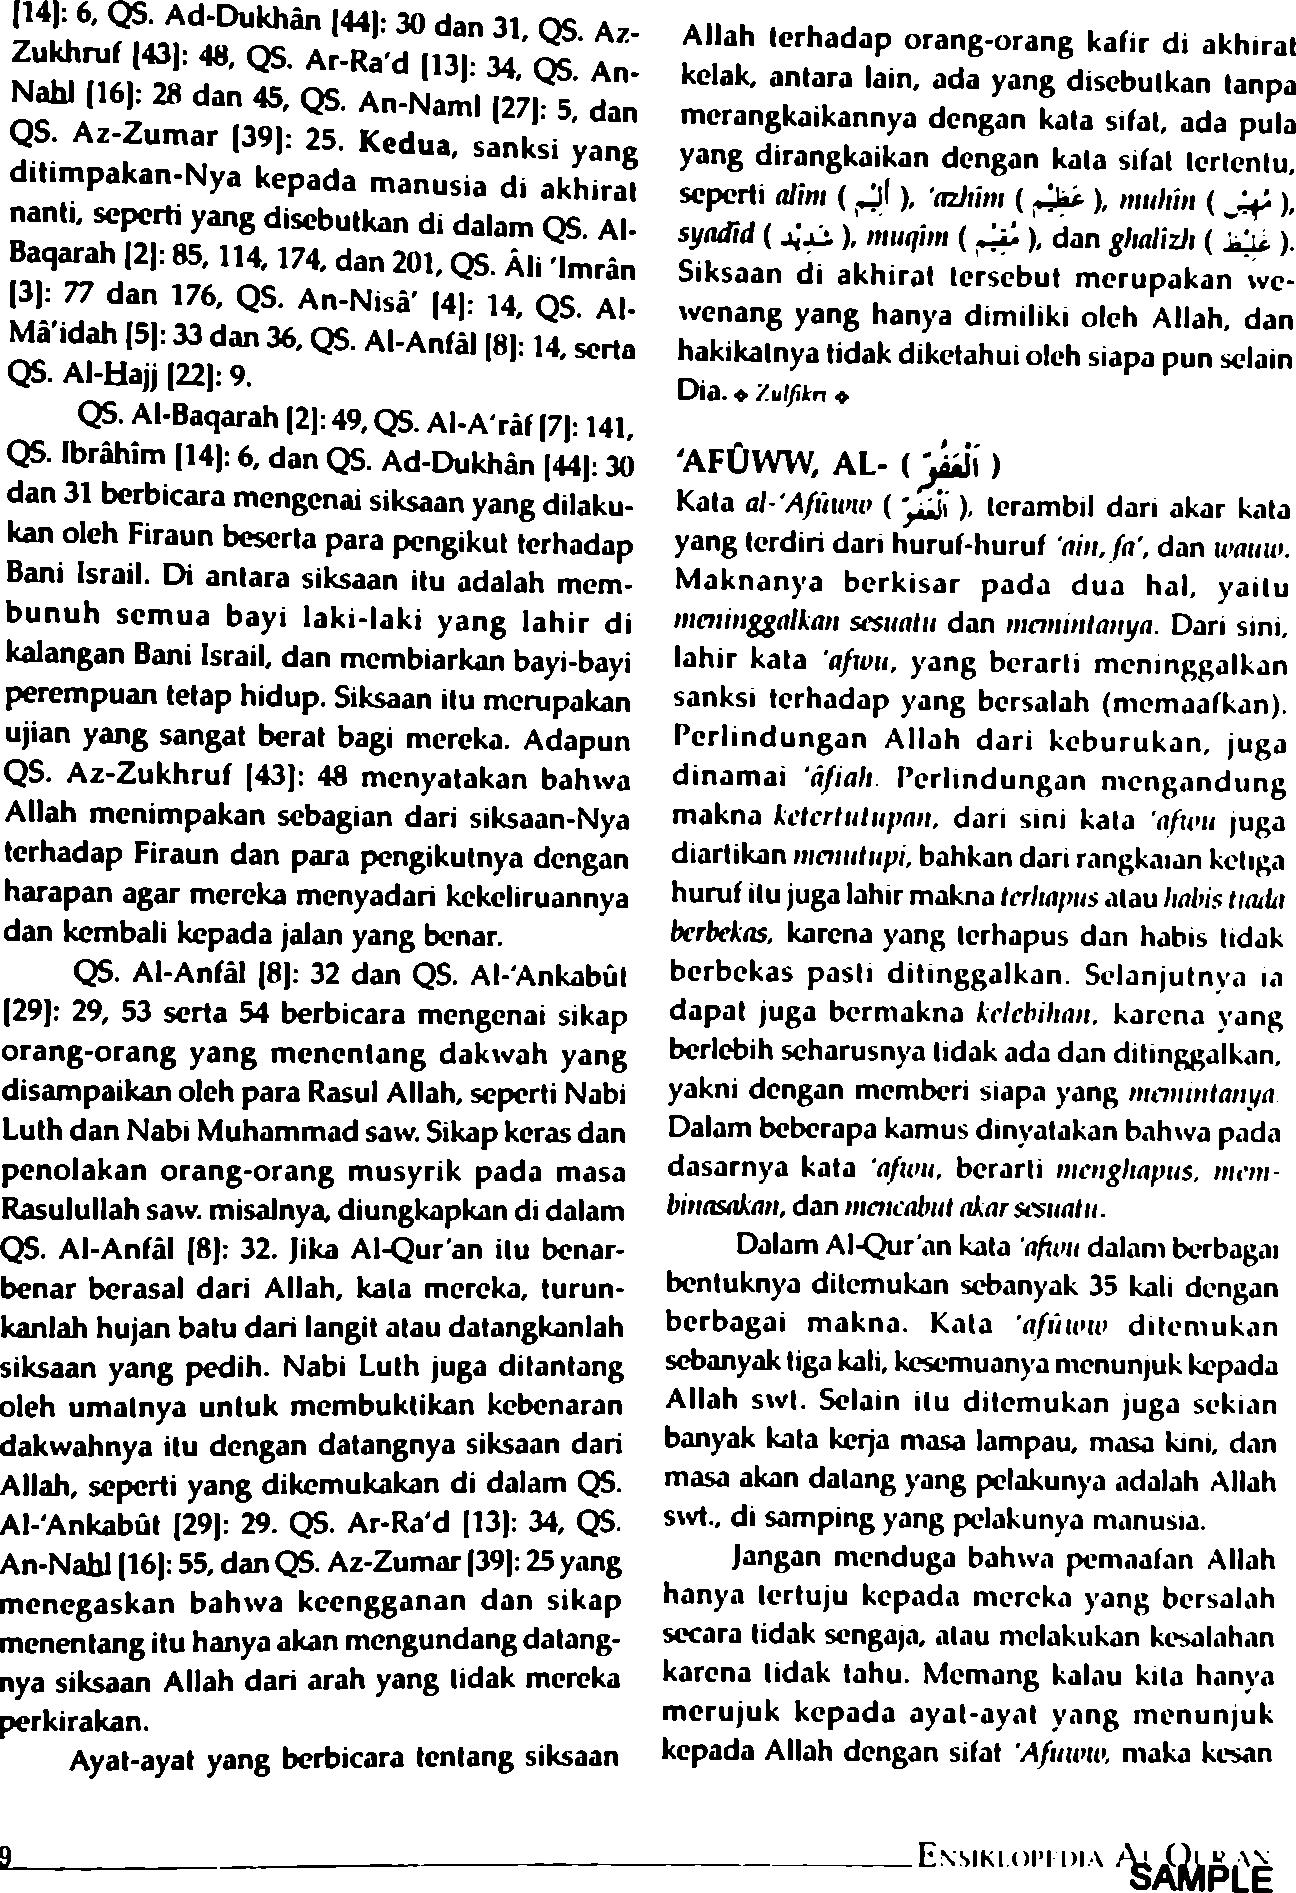 [14]: 6, QS. Ad-Dukhân [44]: 30 dan 31, QS. Az-
Zukhruf [43]: 48, QS. Ar-Ra'd [13]: 34, QS. An-
Nahl [16]: 28 dan 45, QS. An-Naml [27]: 5, dan
QS. Az-Zumar [39]: 25. Kedua, sanksi yang
ditimpakan-Nya kepada manusia di akhirat
nanti, seperti yang disebutkan di dalam QS. Al-
Baqarah [2]: 85, 114, 174, dan 201, QS. Âli 'Imrân
[3]: 77 dan 176, QS. An-Nisâ' [4]: 14, QS. Al-
Mâ'idah [5]: 33 dan 36, QS. Al-Anfâl [8]: 14, serta
QS. Al-Hajj [22]: 9.
QS. Al-Baqarah [2]: 49, QS. Al-A'râf [7]: 141,
QS. Ibrâhîm [14]: 6, dan QS. Ad-Dukhân [44]: 30
dan 31 berbicara mengenai siksaan yang dilaku-
kan oleh Firaun beserta para pengikut terhadap
Bani Israil. Di antara siksaan itu adalah mem-
bunuh semua bayi laki-laki yang lahir di
kalangan Bani Israil, dan membiarkan bayi-bayi
perempuan tetap hidup. Siksaan itu merupakan
ujian yang sangat berat bagi mereka. Adapun
QS. Az-Zukhruf [43]: 48 menyatakan bahwa
Allah menimpakan sebagian dari siksaan-Nya
terhadap Firaun dan para pengikutnya dengan
harapan agar mereka menyadari kekeliruannya
dan kembali kepada jalan yang benar.
QS. Al-Anfâl [8]: 32 dan QS. Al-'Ankabût
[29]: 29, 53 serta 54 berbicara mengenai sikap
orang-orang yang menentang dakwah yang
disampaikan oleh para Rasul Allah, seperti Nabi
Luth dan Nabi Muhammad saw. Sikap keras dan
penolakan orang-orang musyrik pada masa
Rasulullah saw. misalnya, diungkapkan di dalam
QS. Al-Anfâl [8]: 32. Jika Al-Qur'an itu benar-
benar berasal dari Allah, kata mereka, turun-
kanlah hujan batu dari langit atau datangkanlah
siksaan yang pedih. Nabi Luth juga ditantang
oleh umatnya untuk membuktikan kebenaran
dakwahnya itu dengan datangnya siksaan dari
Allah, seperti yang dikemukakan di dalam QS.
Al-'Ankabût [29]: 29. QS. Ar-Ra'd [13]: 34, QS.
An-Nahl [16]: 55, dan QS. Az-Zumar [39]: 25 yang
menegaskan bahwa keengganan dan sikap
menentang itu hanya akan mengundang datang-
nya siksaan Allah dari arah yang tidak mereka
perkirakan.
Ayat-ayat yang berbicara tentang siksaan
Allah terhadap orang-orang kafir di akhirat
kelak, antara lain, ada yang disebutkan tanpa
merangkaikannya dengan kata sifat, ada pula
yang dirangkaikan dengan kata sifat tertentu,
seperti alîm ( أَلِيْم ), 'azhîm ( عَظِيْم ), muhîn ( مُهِيْن ),
syadîd ( شَدِيْد ), muqîm ( مُقِيْم ), dan ghalîzh ( غَلِيْظ ).
Siksaan di akhirat tersebut merupakan we-
wenang yang hanya dimiliki oleh Allah, dan
hakikatnya tidak diketahui oleh siapa pun selain
Dia. ❖ Zulfikri ❖
'AFÛWW, AL- ( اَلْعَفُوّ )
Kata al-'Afûww ( اَلْعَفُوّ ), terambil dari akar kata
yang terdiri dari huruf-huruf 'ain, fa', dan wauw.
Maknanya berkisar pada dua hal, yaitu
meninggalkan sesuatu dan memintanya. Dari sini,
lahir kata 'afwu, yang berarti meninggalkan
sanksi terhadap yang bersalah (memaafkan).
Perlindungan Allah dari keburukan, juga
dinamai 'âfiah. Perlindungan mengandung
makna ketertutupan, dari sini kata 'afwu juga
diartikan menutupi, bahkan dari rangkaian ketiga
huruf itu juga lahir makna terhapus atau habis tiada
berbekas, karena yang terhapus dan habis tidak
berbekas pasti ditinggalkan. Selanjutnya ia
dapat juga bermakna kelebihan, karena yang
berlebih seharusnya tidak ada dan ditinggalkan,
yakni dengan memberi siapa yang memintanya.
Dalam beberapa kamus dinyatakan bahwa pada
dasarnya kata 'afwu, berarti menghapus, mem-
binasakan, dan mencabut akar sesuatu.
Dalam Al-Qur'an kata 'afwu dalam berbagai
bentuknya ditemukan sebanyak 35 kali dengan
berbagai makna. Kata 'afûww ditemukan
sebanyak tiga kali, kesemuanya menunjuk kepada
Allah swt. Selain itu ditemukan juga sekian
banyak kata kerja masa lampau, masa kini, dan
masa akan datang yang pelakunya adalah Allah
swt., di samping yang pelakunya manusia.
Jangan menduga bahwa pemaafan Allah
hanya tertuju kepada mereka yang bersalah
secara tidak sengaja, atau melakukan kesalahan
karena tidak tahu. Memang kalau kita hanya
merujuk kepada ayat-ayat yang menunjuk
kepada Allah dengan sifat 'Afuww, maka kesan
9
ENSIKLOPEDIA AL QUR'AN
SAMPLE